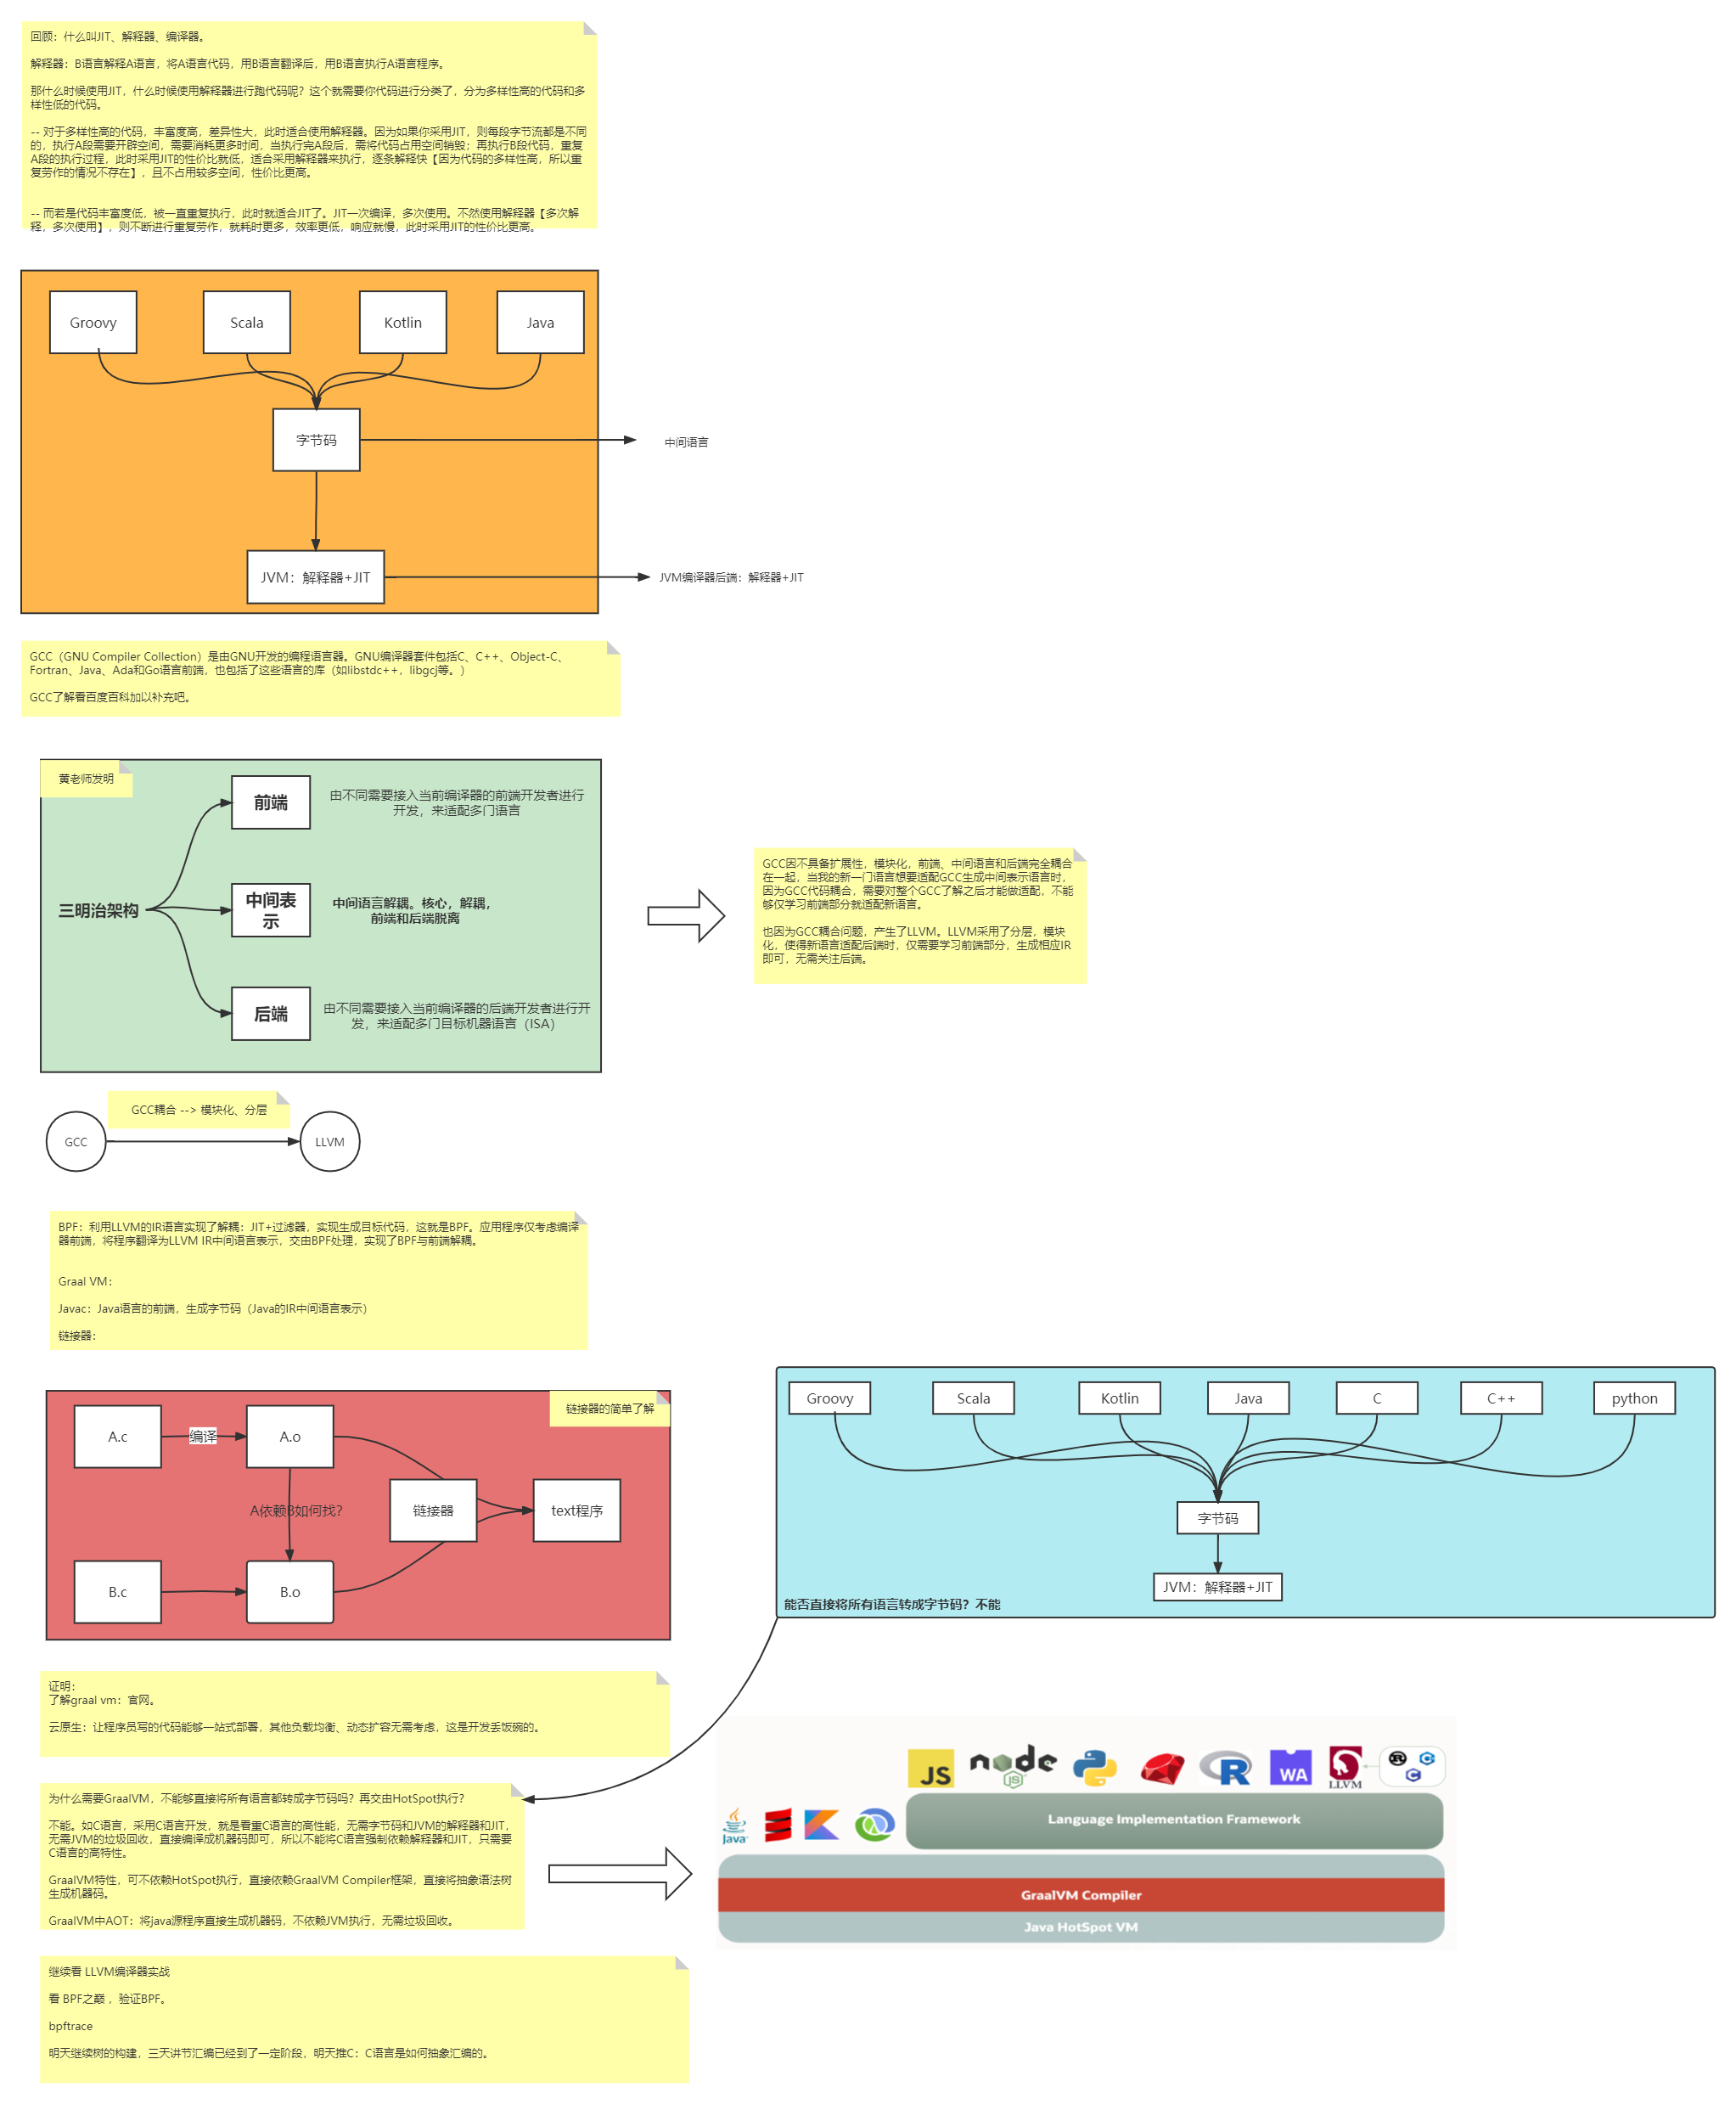 回顾：什么叫JIT、解释器、编译器。
解释器：B语言解释A语言，将A语言代码，用B语言翻译后，用B语言执行A语言程序。
那什么时候使用JIT，什么时候使用解释器进行跑代码呢？这个就需要你代码进行分类了，分为多样性高的代码和多
样性低的代码。
-- 对于多样性高的代码，丰富度高，差异性大，此时适合使用解释器。因为如果你采用JIT，则每段字节流都是不同
的，执行A段需要开辟空间，需要消耗更多时间，当执行完A段后，需将代码占用空间销毁；再执行B段代码，重复
A段的执行过程，此时采用JIT的性价比就低，适合采用解释器来执行，逐条解释快【因为代码的多样性高，所以重
复劳作的情况不存在】，且不占用较多空间，性价比更高。
-- 而若是代码丰富度低，被一直重复执行，此时就适合JIT了。JIT一次编译，多次使用。不然使用解释器【多次解
释，多次使用】，则不断进行重复劳作，就耗时更多，效率更低，响应就慢，此时采用JIT的性价比更高。
Groovy
Scala
Kotlin
Java
字节码
中间语言
JVM：解释器+JIT
JVM编译器后端：解释器+JIT
GCC（GNU Compiler Collection）是由GNU开发的编程语言器。GNU编译器套件包括C、C++、Object-C、
Fortran、Java、Ada和Go语言前端，也包括了这些语言的库（如libstdc++，libgcj等。）
GCC了解看百度百科加以补充吧。
黄老师发明
前端
由不同需要接入当前编译器的前端开发者进行
开发，来适配多门语言
三明治架构
中间表
示
中间语言解耦。核心，解耦，
前端和后端脱离
后端
由不同需要接入当前编译器的后端开发者进行开
发，来适配多门目标机器语言（ISA）
GCC因不具备扩展性，模块化，前端、中间语言和后端完全耦合
在一起，当我的新一门语言想要适配GCC生成中间表示语言时，
因为GCC代码耦合，需要对整个GCC了解之后才能做适配，不能
够仅学习前端部分就适配新语言。
也因为GCC耦合问题，产生了LLVM。LLVM采用了分层，模块
化，使得新语言适配后端时，仅需要学习前端部分，生成相应IR
即可，无需关注后端。
GCC耦合 --> 模块化、分层
GCC
LLVM
BPF：利用LLVM的IR语言实现了解耦：JIT+过滤器，实现生成目标代码，这就是BPF。应用程序仅考虑编译
器前端，将程序翻译为LLVM IR中间语言表示，交由BPF处理，实现了BPF与前端解耦。
Graal VM：
Javac：Java语言的前端，生成字节码（Java的IR中间语言表示）
链接器：
链接器的简单了解
A.c
编译
A.o
A依赖B如何找？
链接器
text程序
B.c
B.o
Groovy
Scala
Kotlin
Java
C
C++
python
字节码
JVM：解释器+JIT
能否直接将所有语言转成字节码？不能
证明：
了解graal vm：官网。
云原生：让程序员写的代码能够一站式部署，其他负载均衡、动态扩容无需考虑，这是开发丢饭碗的。
为什么需要GraalVM，不能够直接将所有语言都转成字节码吗？再交由HotSpot执行？
不能。如C语言，采用C语言开发，就是看重C语言的高性能，无需字节码和JVM的解释器和JIT，
无需JVM的垃圾回收，直接编译成机器码即可，所以不能将C语言强制依赖解释器和JIT，只需要
C语言的高特性。
GraalVM特性，可不依赖HotSpot执行，直接依赖GraalVM Compiler框架，直接将抽象语法树
生成机器码。
GraalVM中AOT：将java源程序直接生成机器码，不依赖JVM执行，无需垃圾回收。
JS
node
JS
R
WA
LLVM
R
C
C
Java
Language Implementation Framework
GraalVM Compiler
Java HotSpot VM
继续看 LLVM编译器实战
看 BPF之巅 ，验证BPF。
bpftrace
明天继续树的构建，三天讲节汇编已经到了一定阶段，明天推C：C语言是如何抽象汇编的。